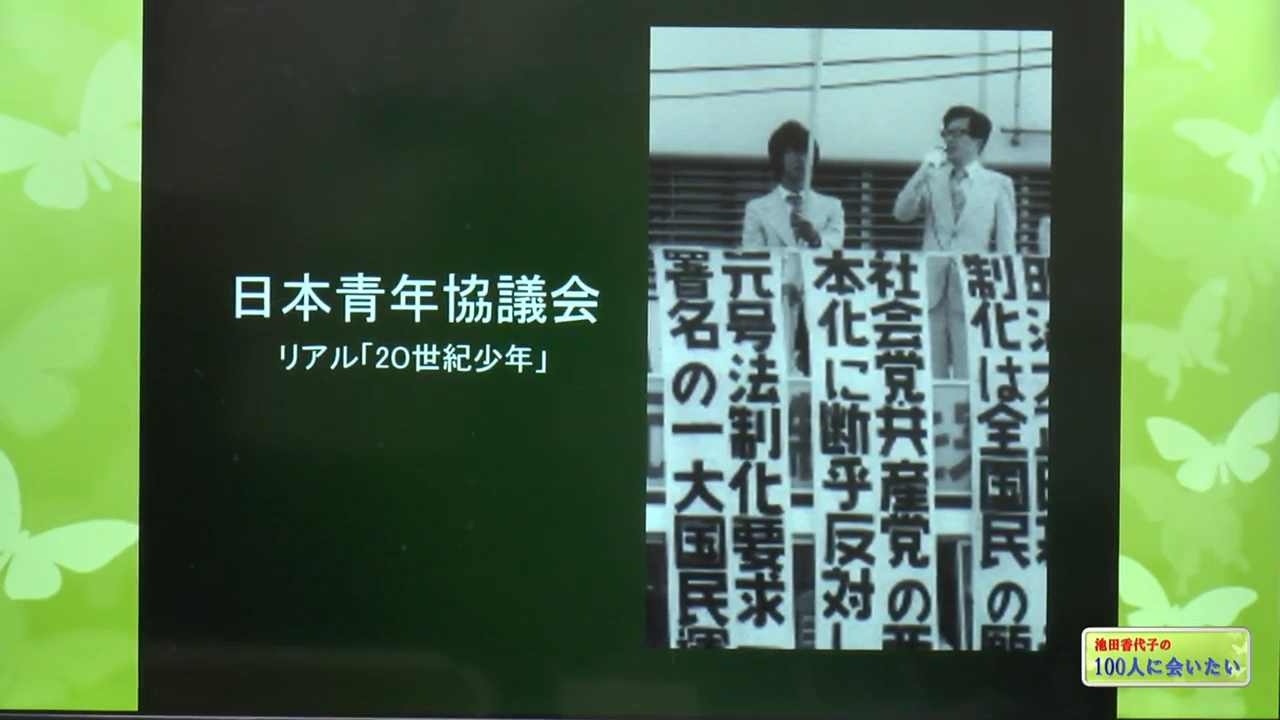 日本青年協議会
リアル「20世紀少年」
制化は全国民の願
社会党・共産党の
本化に断乎反対し
元号法制化要求
署名の一大国民運
池田香代子の
100人に会いたい